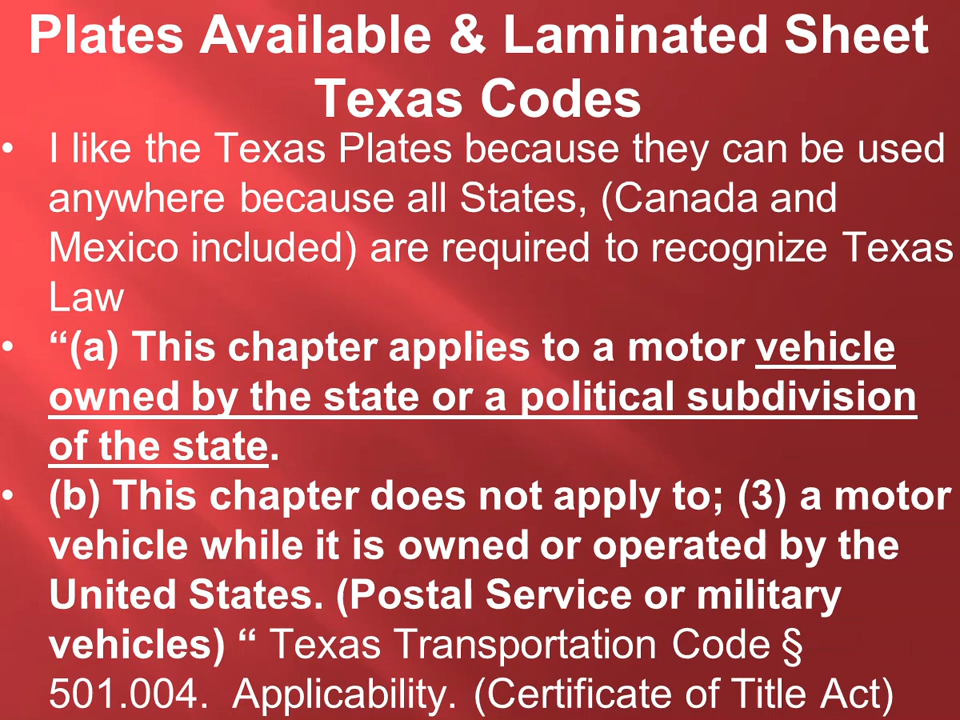 Plates Available & Laminated Sheet
Texas Codes
• I like the Texas Plates because they can be used
anywhere because all States, (Canada and
Mexico included) are required to recognize Texas
Law
• “(a) This chapter applies to a motor vehicle
owned by the state or a political subdivision
of the state.
• (b) This chapter does not apply to; (3) a motor
vehicle while it is owned or operated by the
United States. (Postal Service or military
vehicles) “ Texas Transportation Code §
501.004. Applicability. (Certificate of Title Act)